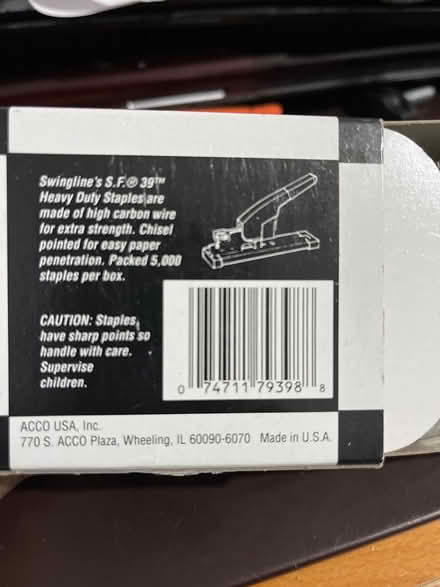 Swingline's S.F.® 39™
Heavy Duty Staples are
made of high carbon wire
for extra strength. Chisel
pointed for easy paper
penetration. Packed 5,000
staples per box.
CAUTION: Staples
have sharp points so
handle with care.
Supervise
children.
0 74711 79398 8
ACCO USA, Inc.
770 S. ACCO Plaza, Wheeling, IL 60090-6070 Made in U.S.A.